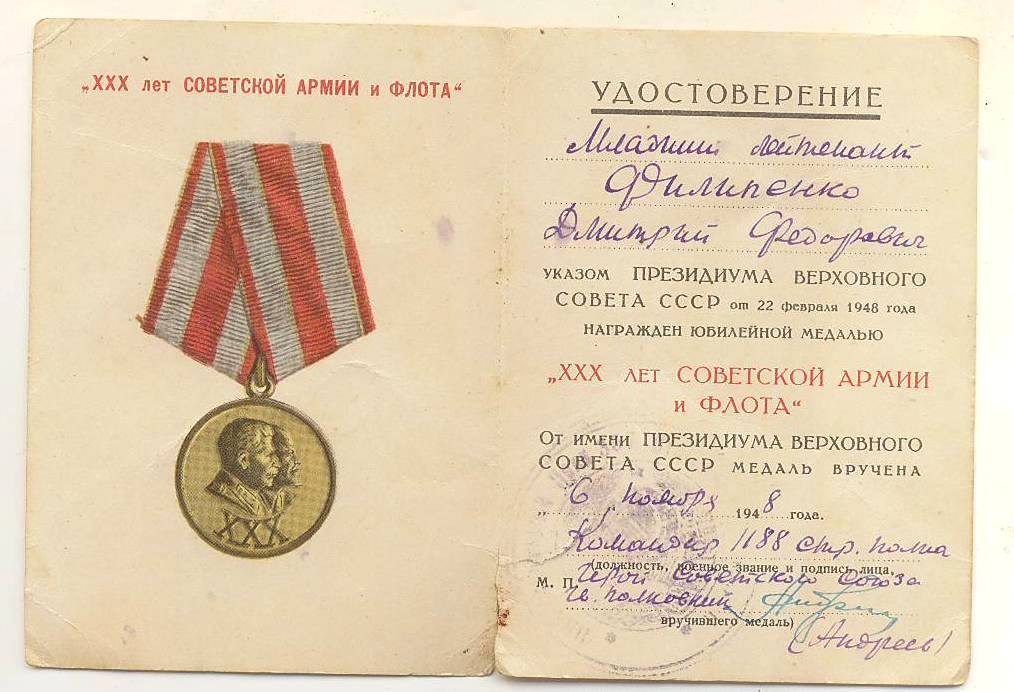 „XXX лет СОВЕТСКОЙ АРМИИ и ФЛОТА“
XXX
УДОСТОВЕРЕНИЕ
Младший лейтенант
Филипенко
Дмитрий Федорович
указом ПРЕЗИДИУМА ВЕРХОВНОГО
СОВЕТА СССР от 22 февраля 1948 года
НАГРАЖДЕН ЮБИЛЕЙНОЙ МЕДАЛЬЮ
„XXX лет СОВЕТСКОЙ АРМИИ
и ФЛОТА“
От имени ПРЕЗИДИУМА ВЕРХОВНОГО
СОВЕТА СССР медаль вручена
„6“ ноября 1948 года.
Командир 1188 стр. полка
(должность, военное звание и подпись лица,
М. П. Герой Советского Союза
гв. полковник
вручившего медаль)
(Андреев)